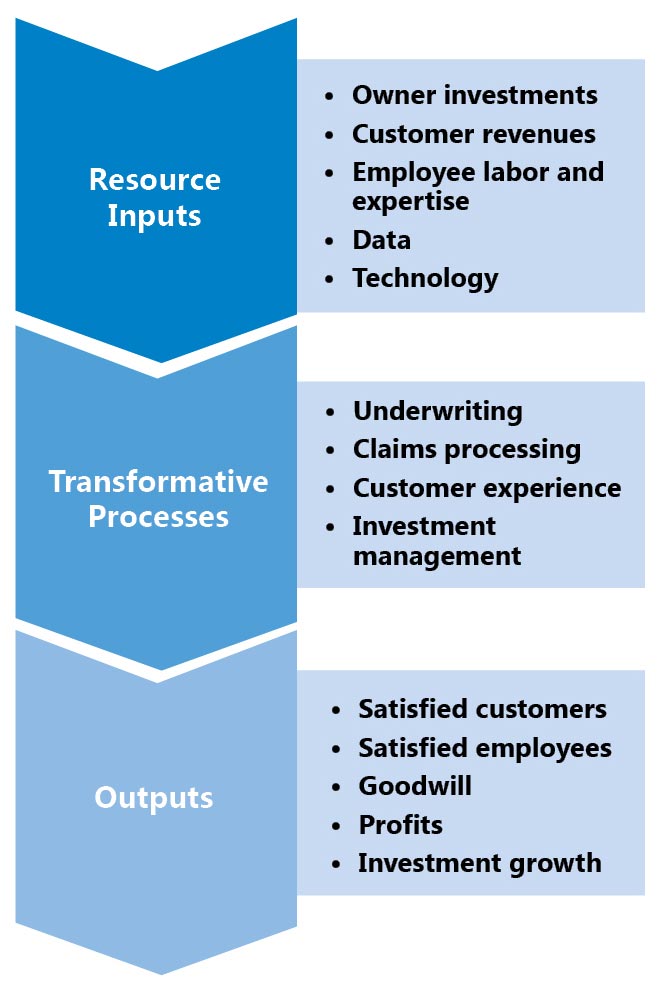 Resource
Inputs
• Owner investments
• Customer revenues
• Employee labor and
expertise
• Data
• Technology
Transformative
Processes
• Underwriting
• Claims processing
• Customer experience
• Investment
management
Outputs
• Satisfied customers
• Satisfied employees
• Goodwill
• Profits
• Investment growth